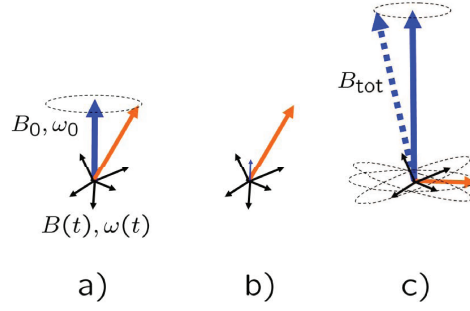 B_tot
B_0, ω_0
B(t), ω(t)
a) b) c)